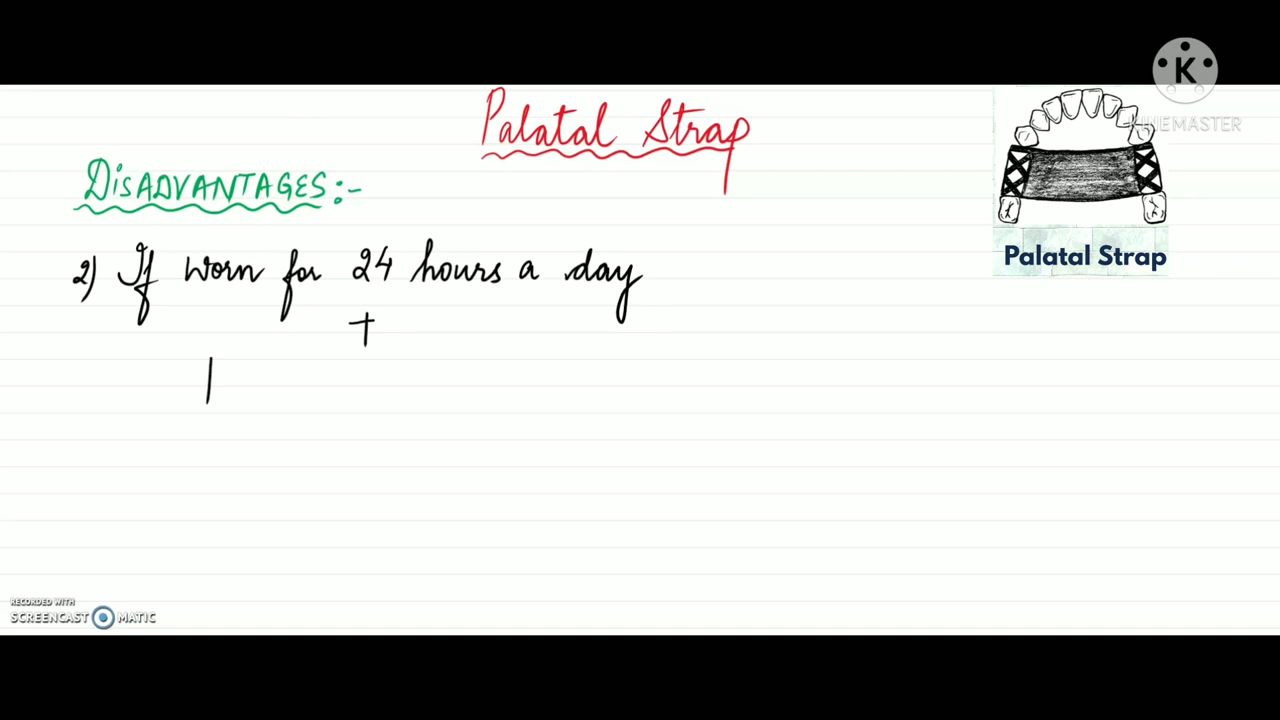 K
KINEMASTER
Palatal Strap
DISADVANTAGES:-
2) If worn for 24 hours a day
+
Palatal Strap
RECORDED WITH
SCREENCAST MATIC